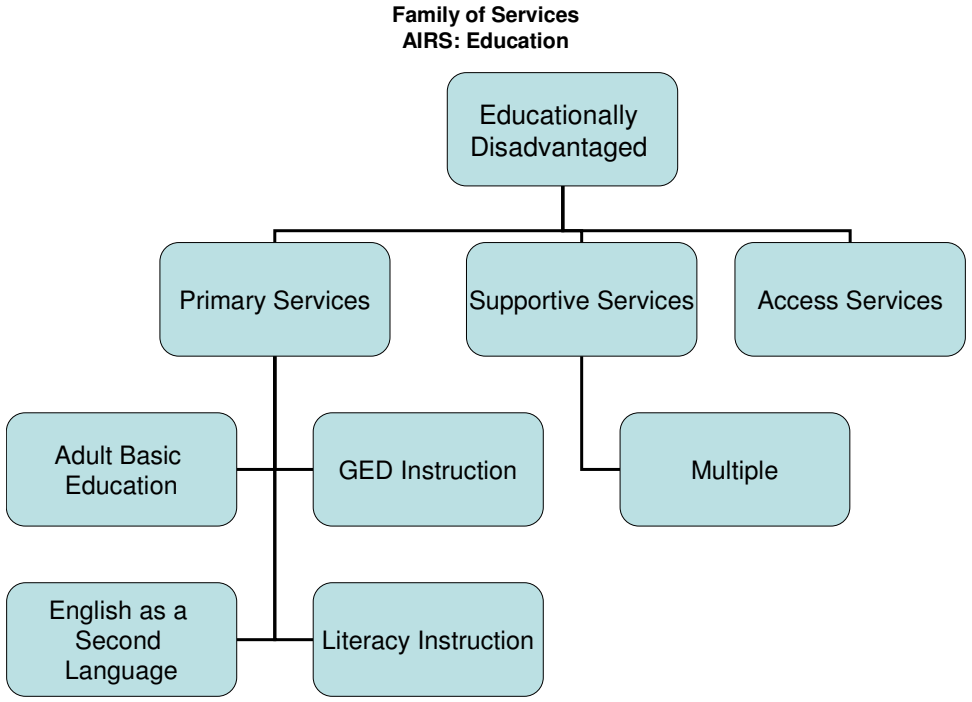 Family of Services
AIRS: Education
Educationally
Disadvantaged
Primary Services
Supportive Services
Access Services
Adult Basic
Education
GED Instruction
Multiple
English as a
Second
Language
Literacy Instruction